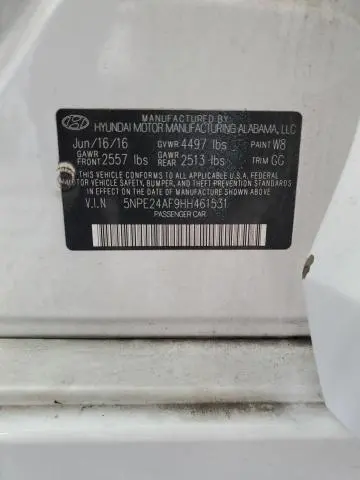 MANUFACTURED BY
HYUNDAI MOTOR MANUFACTURING ALABAMA, LLC
Jun/16/16 GVWR 4497 lbs PAINT W8
GAWR FRONT 2557 lbs GAWR REAR 2513 lbs TRIM GG
THIS VEHICLE CONFORMS TO ALL APPLICABLE U.S. FEDERAL
MOTOR VEHICLE SAFETY, BUMPER, AND THEFT PREVENTION STANDARDS
IN EFFECT ON THE DATE OF MANUFACTURE SHOWN ABOVE
V.I.N 5NPE24AF9HH461531
PASSENGER CAR